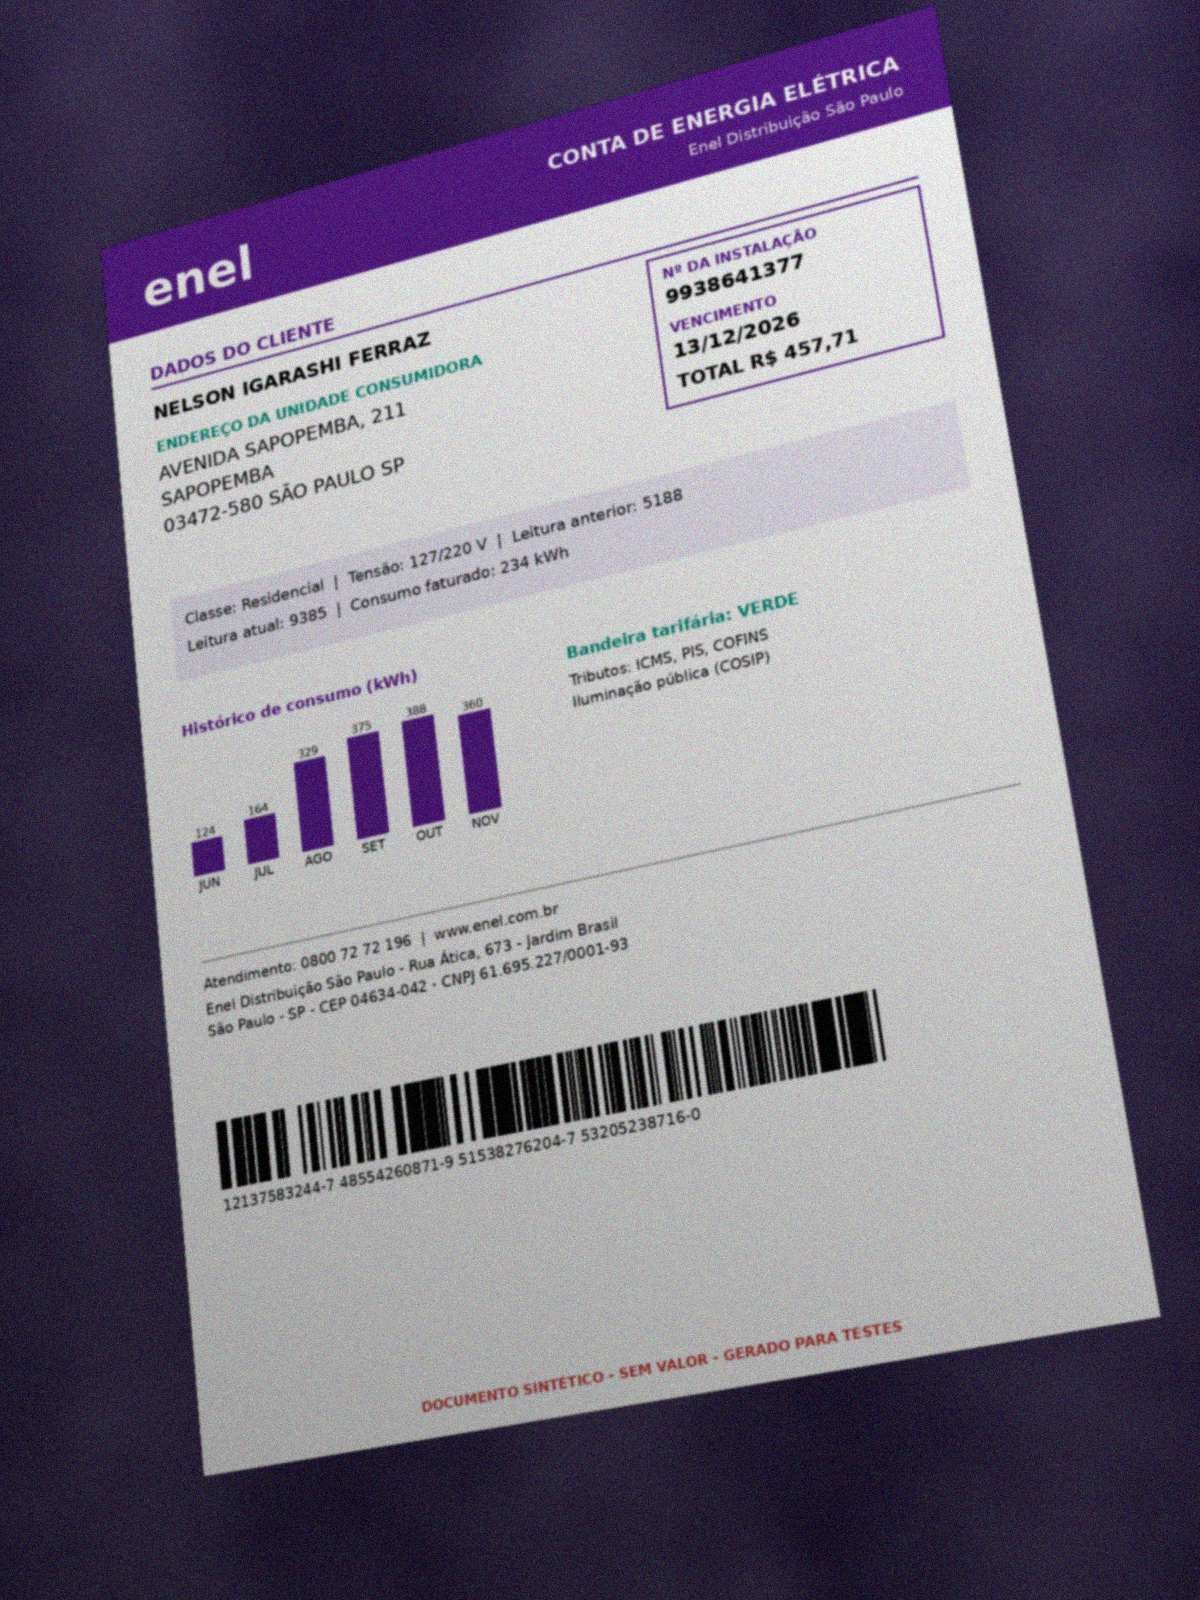 CONTA DE ENERGIA ELÉTRICA
Enel Distribuição São Paulo
enel
DADOS DO CLIENTE
NELSON IGARASHI FERRAZ
ENDEREÇO DA UNIDADE CONSUMIDORA
AVENIDA SAPOPEMBA, 211
SAPOPEMBA
03472-580 SÃO PAULO SP
Nº DA INSTALAÇÃO
9938641377
VENCIMENTO
13/12/2026
TOTAL R$ 457,71
Classe: Residencial | Tensão: 127/220 V | Leitura anterior: 5188
Leitura atual: 9385 | Consumo faturado: 234 kWh
Histórico de consumo (kWh)
124 164 329 375 388 360
JUN JUL AGO SET OUT NOV
Bandeira tarifária: VERDE
Tributos: ICMS, PIS, COFINS
Iluminação pública (COSIP)
Atendimento: 0800 72 72 196 | www.enel.com.br
Enel Distribuição São Paulo - Rua Ática, 673 - Jardim Brasil
São Paulo - SP - CEP 04634-042 - CNPJ 61.695.227/0001-93
12137583244-7 48554260871-9 51538276204-7 53205238716-0
DOCUMENTO SINTÉTICO - SEM VALOR - GERADO PARA TESTES